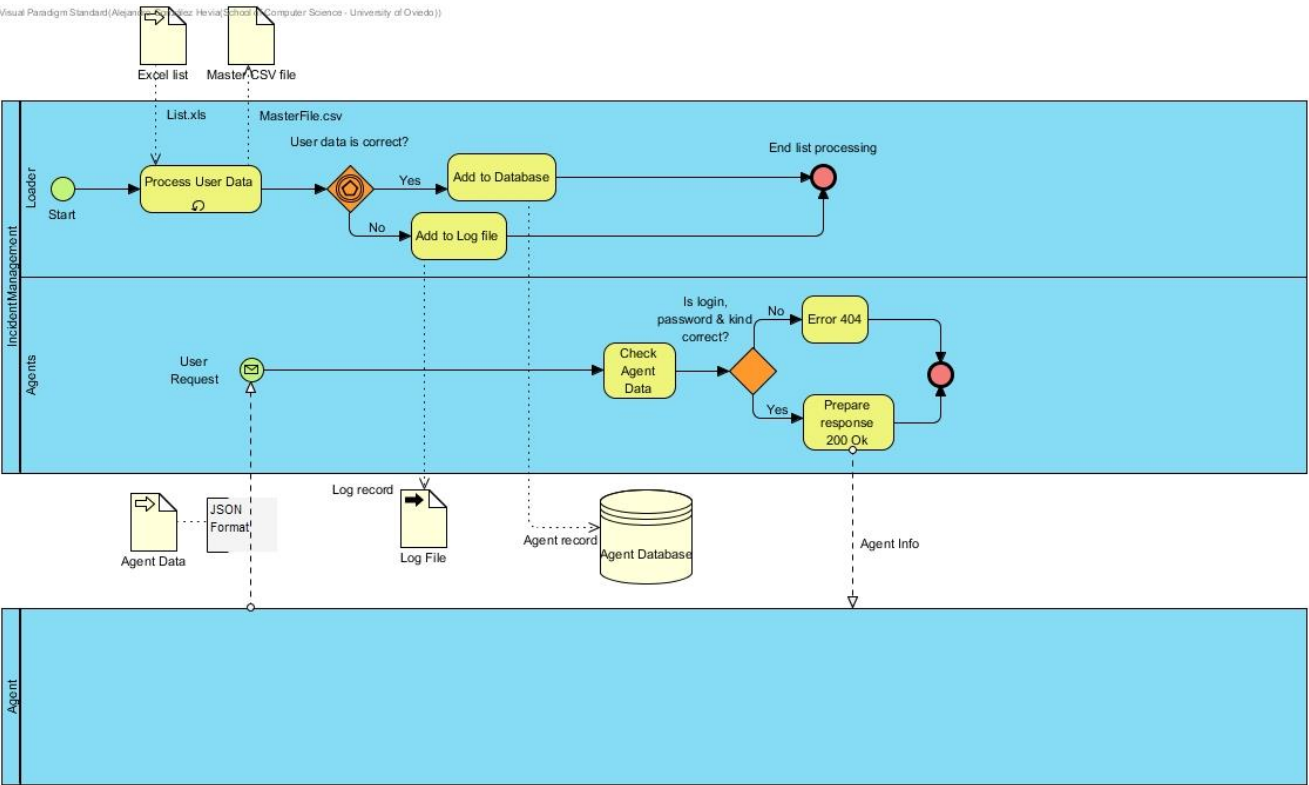 Visual Paradigm Standard(Alejandro González Hevia(School of Computer Science - University of Oviedo))
Excel list
Master CSV file
List.xls
MasterFile.csv
IncidentManagement
Loader
Start
Process User Data
User data is correct?
Yes
No
Add to Database
Add to Log file
End list processing
Agents
User
Request
Check
Agent
Data
Is login,
password & kind
correct?
No
Yes
Error 404
Prepare
response
200 Ok
Agent Data
JSON
Format
Log record
Log File
Agent record
Agent Database
Agent Info
Agent